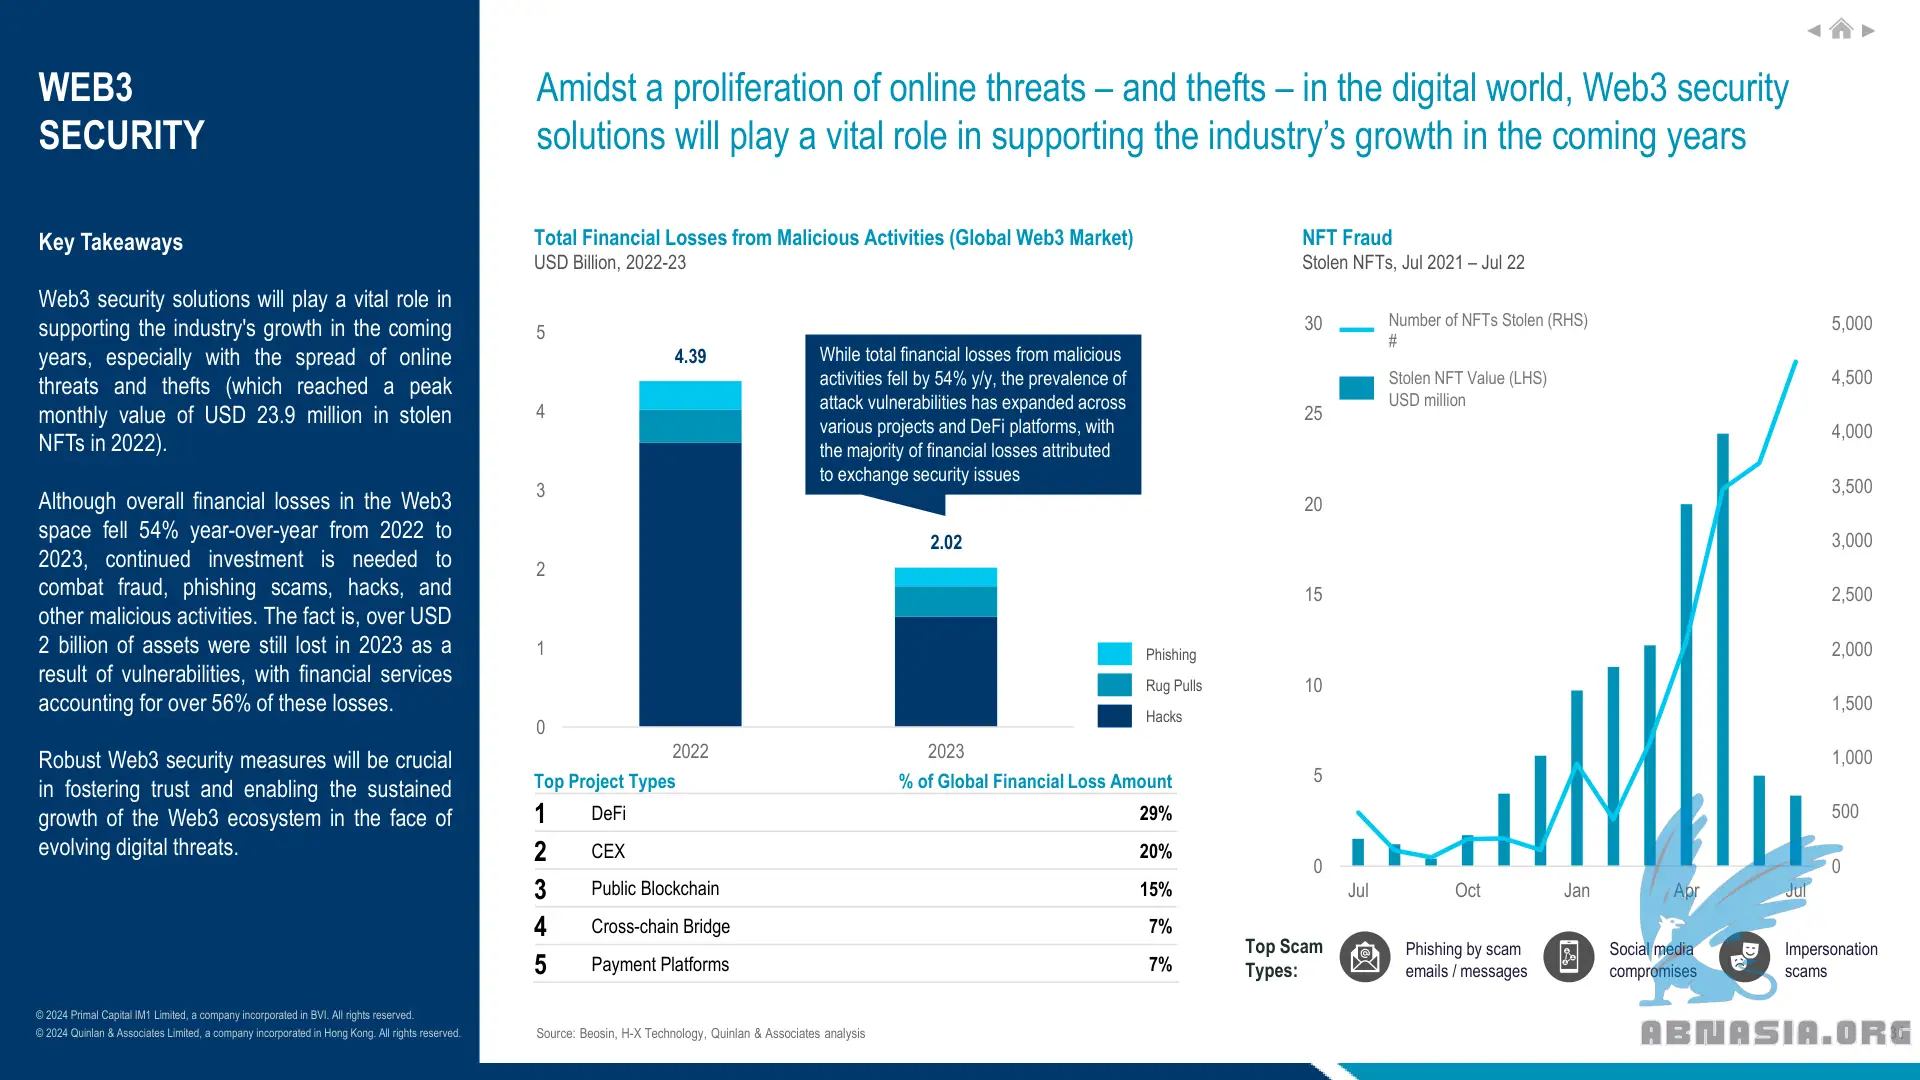 WEB3
SECURITY
Key Takeaways
Web3 security solutions will play a vital role in
supporting the industry's growth in the coming
years, especially with the spread of online
threats and thefts (which reached a peak
monthly value of USD 23.9 million in stolen
NFTs in 2022).
Although overall financial losses in the Web3
space fell 54% year-over-year from 2022 to
2023, continued investment is needed to
combat fraud, phishing scams, hacks, and
other malicious activities. The fact is, over USD
2 billion of assets were still lost in 2023 as a
result of vulnerabilities, with financial services
accounting for over 56% of these losses.
Robust Web3 security measures will be crucial
in fostering trust and enabling the sustained
growth of the Web3 ecosystem in the face of
evolving digital threats.
© 2024 Primal Capital IM1 Limited, a company incorporated in BVI. All rights reserved.
© 2024 Quinlan & Associates Limited, a company incorporated in Hong Kong. All rights reserved.
Amidst a proliferation of online threats – and thefts – in the digital world, Web3 security
solutions will play a vital role in supporting the industry’s growth in the coming years
Total Financial Losses from Malicious Activities (Global Web3 Market)
USD Billion, 2022-23
5
4
3
2
1
0
4.39
2.02
While total financial losses from malicious
activities fell by 54% y/y, the prevalence of
attack vulnerabilities has expanded across
various projects and DeFi platforms, with
the majority of financial losses attributed
to exchange security issues
Phishing
Rug Pulls
Hacks
2022
2023
Top Project Types % of Global Financial Loss Amount
1 DeFi 29%
2 CEX 20%
3 Public Blockchain 15%
4 Cross-chain Bridge 7%
5 Payment Platforms 7%
Source: Beosin, H-X Technology, Quinlan & Associates analysis
NFT Fraud
Stolen NFTs, Jul 2021 – Jul 22
Number of NFTs Stolen (RHS)
#
Stolen NFT Value (LHS)
USD million
30
25
20
15
10
5
0
5,000
4,500
4,000
3,500
3,000
2,500
2,000
1,500
1,000
500
0
Jul
Oct
Jan
Apr
Jul
Top Scam
Types:
Phishing by scam
emails / messages
Social media
compromises
Impersonation
scams
ABNASIA.ORG